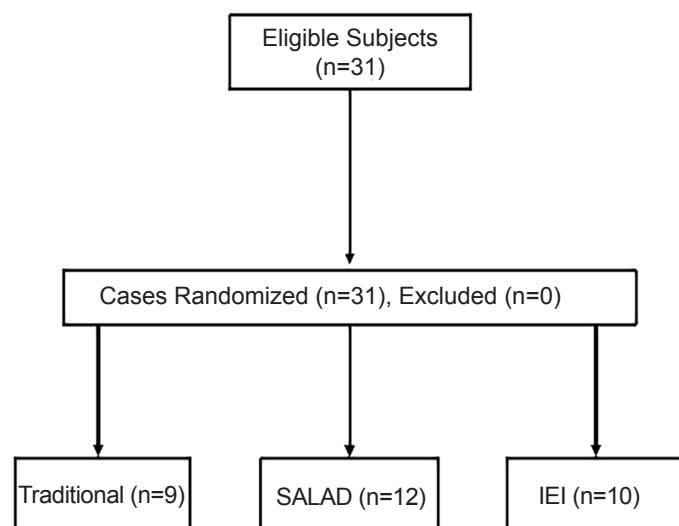 Eligible Subjects
(n=31)
Cases Randomized (n=31), Excluded (n=0)
Traditional (n=9)
SALAD (n=12)
IEI (n=10)